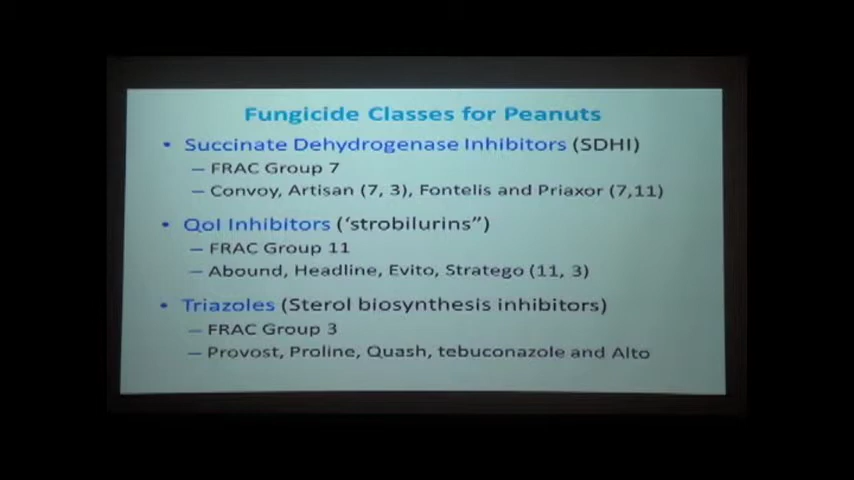 Fungicide Classes for Peanuts
• Succinate Dehydrogenase Inhibitors (SDHI)
– FRAC Group 7
– Convoy, Artisan (7, 3), Fontelis and Priaxor (7,11)
• QoI Inhibitors (‘strobilurins”)
– FRAC Group 11
– Abound, Headline, Evito, Stratego (11, 3)
• Triazoles (Sterol biosynthesis inhibitors)
– FRAC Group 3
– Provost, Proline, Quash, tebuconazole and Alto